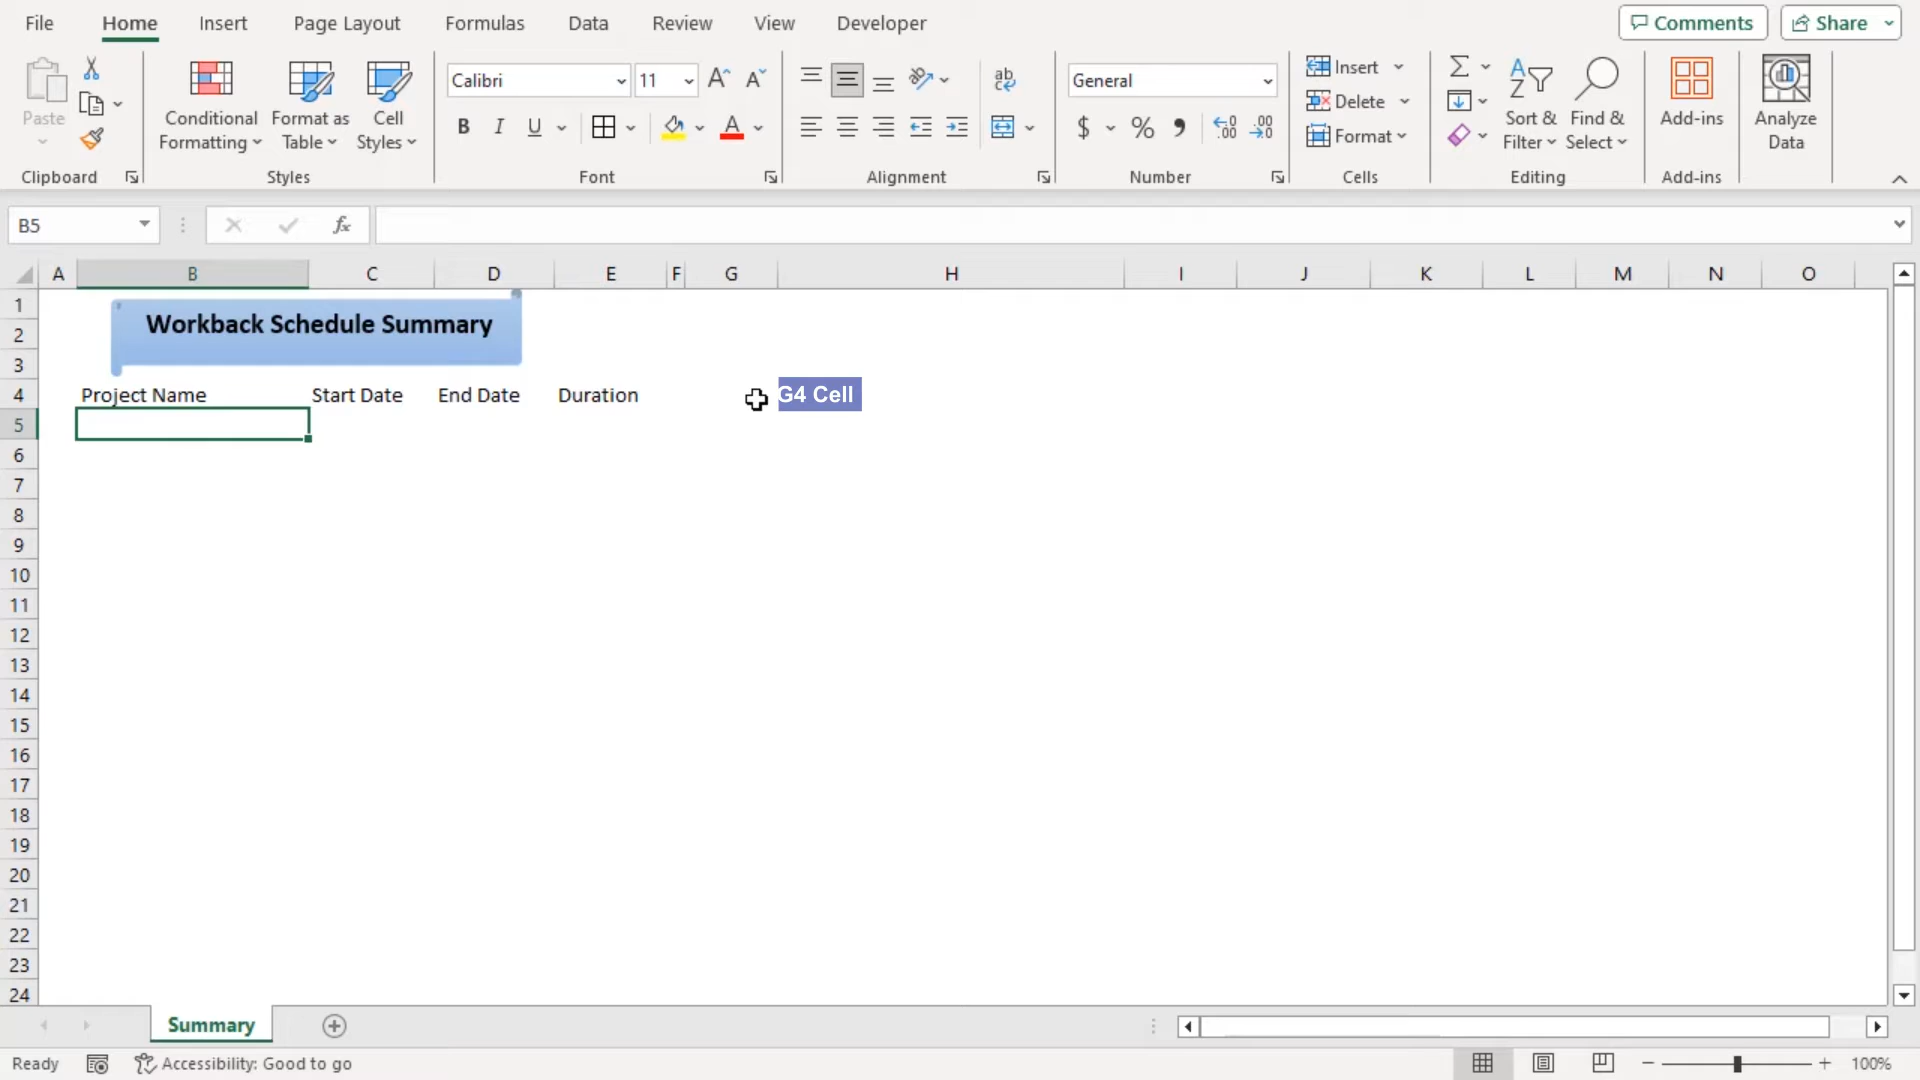 File Home Insert Page Layout Formulas Data Review View Developer Comments Share
Calibri 11 General Insert
Paste Conditional Formatting Format as Table Cell Styles Delete Sort & Filter Find & Select Add-ins Analyze Data
B I U $ % Format
Clipboard Styles Font Alignment Number Cells Editing Add-ins
B5 fx
A B C D E F G H I J K L M N O
1
Workback Schedule Summary
2
3
4 Project Name Start Date End Date Duration G4 Cell
5
6
7
8
9
10
11
12
13
14
15
16
17
18
19
20
21
22
23
24
Summary
Ready Accessibility: Good to go 100%